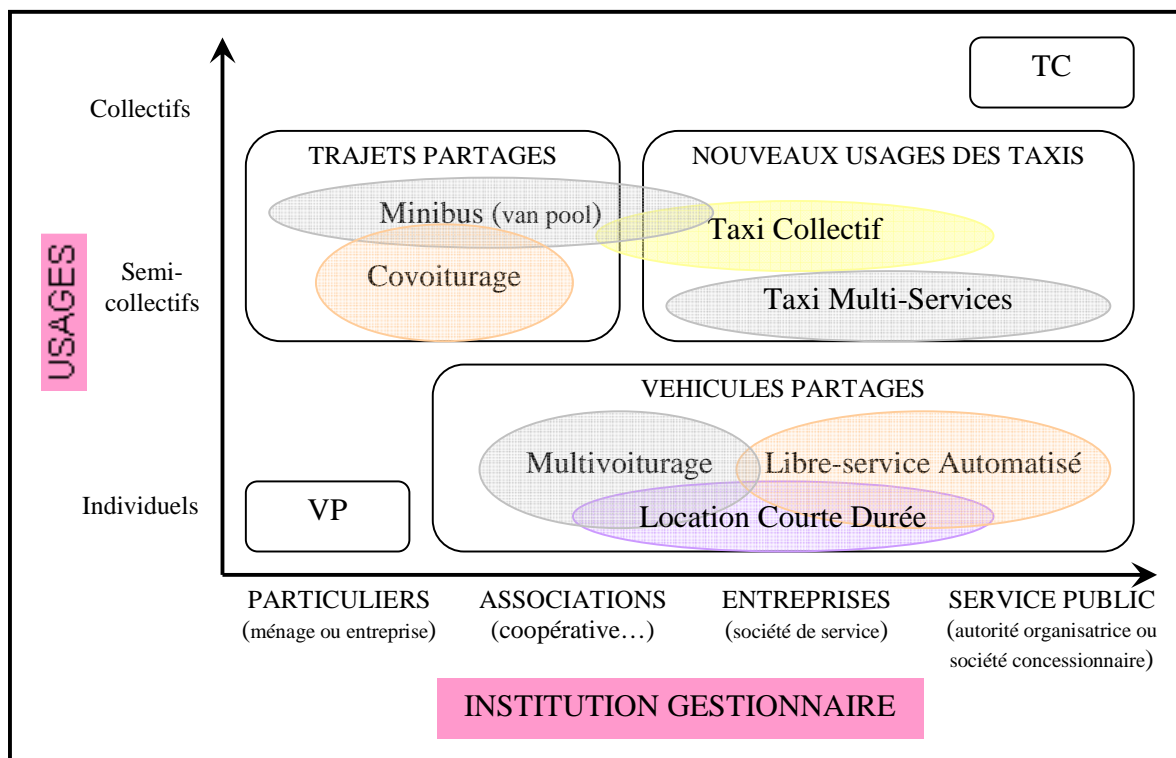 TC
Collectifs
TRAJETS PARTAGES
NOUVEAUX USAGES DES TAXIS
Minibus (van pool)
Taxi Collectif
USAGES
Semi-
collectifs
Covoiturage
Taxi Multi-Services
VEHICULES PARTAGES
Multivoiturage
Libre-service Automatisé
Individuels
VP
Location Courte Durée
PARTICULIERS
(ménage ou entreprise)
ASSOCIATIONS
(coopérative…)
ENTREPRISES
(société de service)
SERVICE PUBLIC
(autorité organisatrice ou
société concessionnaire)
INSTITUTION GESTIONNAIRE